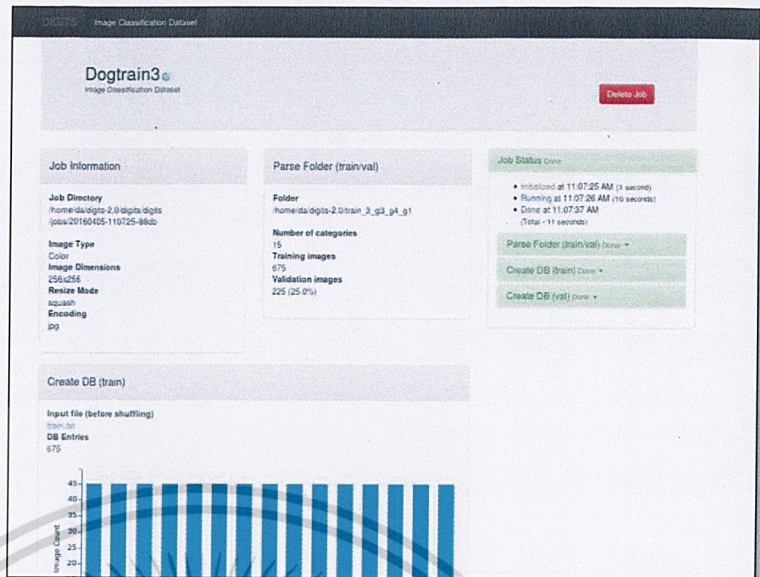 DIGITS Image Classification Dataset
Dogtrain3
Image Classification Dataset
Delete Job
Job Information
Job Directory
/home/da/digits-2.0/digits/digits
/jobs/20160405-110725-88db
Image Type
Color
Image Dimensions
256x256
Resize Mode
squash
Encoding
jpg
Parse Folder (train/val)
Folder
/home/da/digits-2.0/train_3_g3_g4_g1
Number of categories
15
Training images
675
Validation images
225 (25.0%)
Job Status Done
• Initialized at 11:07:25 AM (1 second)
• Running at 11:07:26 AM (10 seconds)
• Done at 11:07:37 AM
(Total - 11 seconds)
Parse Folder (train/val) Done
Create DB (train) Done
Create DB (val) Done
Create DB (train)
Input file (before shuffling)
train.txt
DB Entries
675
Image Count
45
40
35
30
25
20